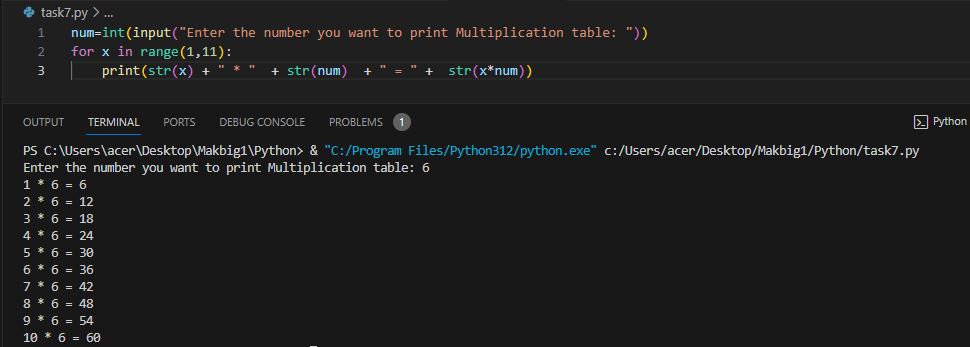 task7.py > ...
1 num=int(input("Enter the number you want to print Multiplication table: "))
2 for x in range(1,11):
3     print(str(x) + " * "  + str(num)  + " = " +  str(x*num))
OUTPUT TERMINAL PORTS DEBUG CONSOLE PROBLEMS 1 Python
PS C:\Users\acer\Desktop\Makbig1\Python> & "C:/Program Files/Python312/python.exe" c:/Users/acer/Desktop/Makbig1/Python/task7.py
Enter the number you want to print Multiplication table: 6
1 * 6 = 6
2 * 6 = 12
3 * 6 = 18
4 * 6 = 24
5 * 6 = 30
6 * 6 = 36
7 * 6 = 42
8 * 6 = 48
9 * 6 = 54
10 * 6 = 60